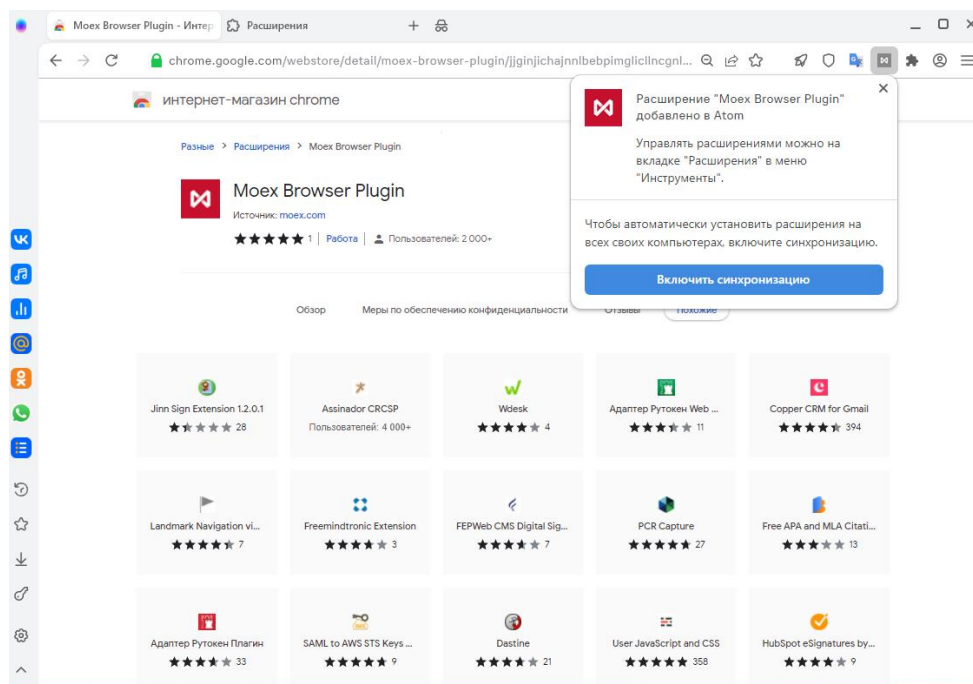 Moex Browser Plugin - Интер
Расширения
chrome.google.com/webstore/detail/moex-browser-plugin/jjginjichajnnlbebpimgliclIncgnl...
интернет-магазин chrome
Расширение "Moex Browser Plugin"
добавлено в Atom
Управлять расширениями можно на
вкладке "Расширения" в меню
"Инструменты".
Чтобы автоматически установить расширения на
всех своих компьютерах, включите синхронизацию.
Включить синхронизацию
Разные > Расширения > Moex Browser Plugin
Moex Browser Plugin
Источник: moex.com
1 | Работа | Пользователей: 2 000+
Обзор Меры по обеспечению конфиденциальности Отзывы Похожие
Jinn Sign Extension 1.2.0.1 Assinador CRCSP Wdesk Адаптер Рутокен Web ... Copper CRM for Gmail
28 Пользователей: 4 000+ 4 11 394
Landmark Navigation vi... Freemindtronic Extension FEPWeb CMS Digital Sig... PCR Capture Free APA and MLA Citati...
7 3 7 27 13
Адаптер Рутокен Плагин SAML to AWS STS Keys ... Dastine User JavaScript and CSS HubSpot eSignatures by...
33 9 21 358 9